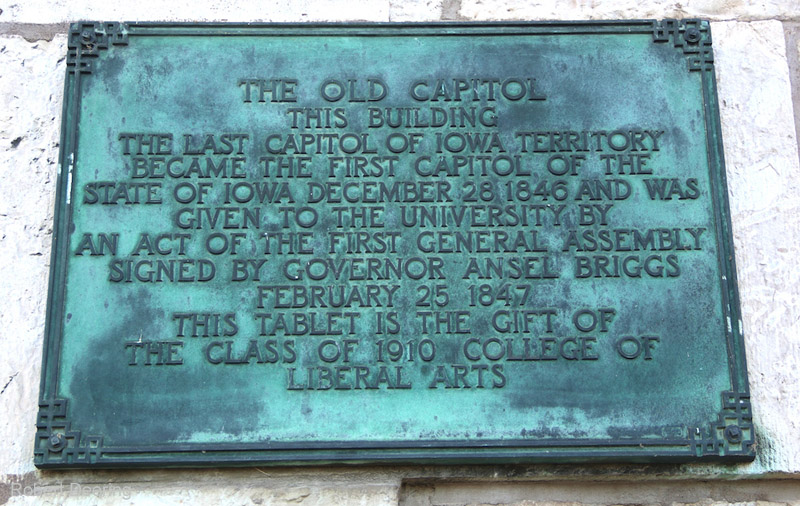 THE OLD CAPITOL
THIS BUILDING
THE LAST CAPITOL OF IOWA TERRITORY
BECAME THE FIRST CAPITOL OF THE
STATE OF IOWA DECEMBER 28 1846 AND WAS
GIVEN TO THE UNIVERSITY BY
AN ACT OF THE FIRST GENERAL ASSEMBLY
SIGNED BY GOVERNOR ANSEL BRIGGS
FEBRUARY 25 1847
THIS TABLET IS THE GIFT OF
THE CLASS OF 1910 COLLEGE OF
LIBERAL ARTS